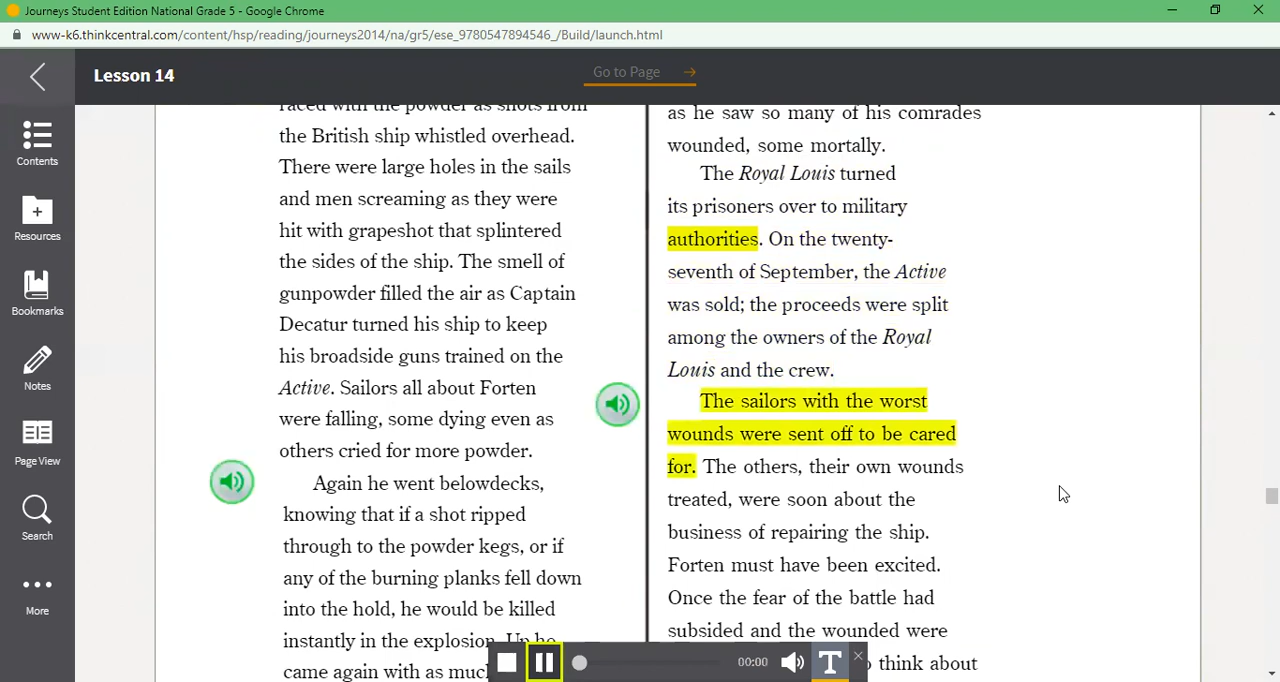 Journeys Student Edition National Grade 5 - Google Chrome
www-k6.thinkcentral.com/content/hsp/reading/journeys2014/na/gr5/ese_9780547894546_/Build/launch.html
Lesson 14
Go to Page
Contents
Resources
Bookmarks
Notes
Page View
Search
More
raced with the powder as shots from
the British ship whistled overhead.
There were large holes in the sails
and men screaming as they were
hit with grapeshot that splintered
the sides of the ship. The smell of
gunpowder filled the air as Captain
Decatur turned his ship to keep
his broadside guns trained on the
Active. Sailors all about Forten
were falling, some dying even as
others cried for more powder.
Again he went belowdecks,
knowing that if a shot ripped
through to the powder kegs, or if
any of the burning planks fell down
into the hold, he would be killed
instantly in the explosion. Up he
came again with as much
as he saw so many of his comrades
wounded, some mortally.
The Royal Louis turned
its prisoners over to military
authorities. On the twenty-
seventh of September, the Active
was sold; the proceeds were split
among the owners of the Royal
Louis and the crew.
The sailors with the worst
wounds were sent off to be cared
for. The others, their own wounds
treated, were soon about the
business of repairing the ship.
Forten must have been excited.
Once the fear of the battle had
subsided and the wounded were
think about
00:00
T